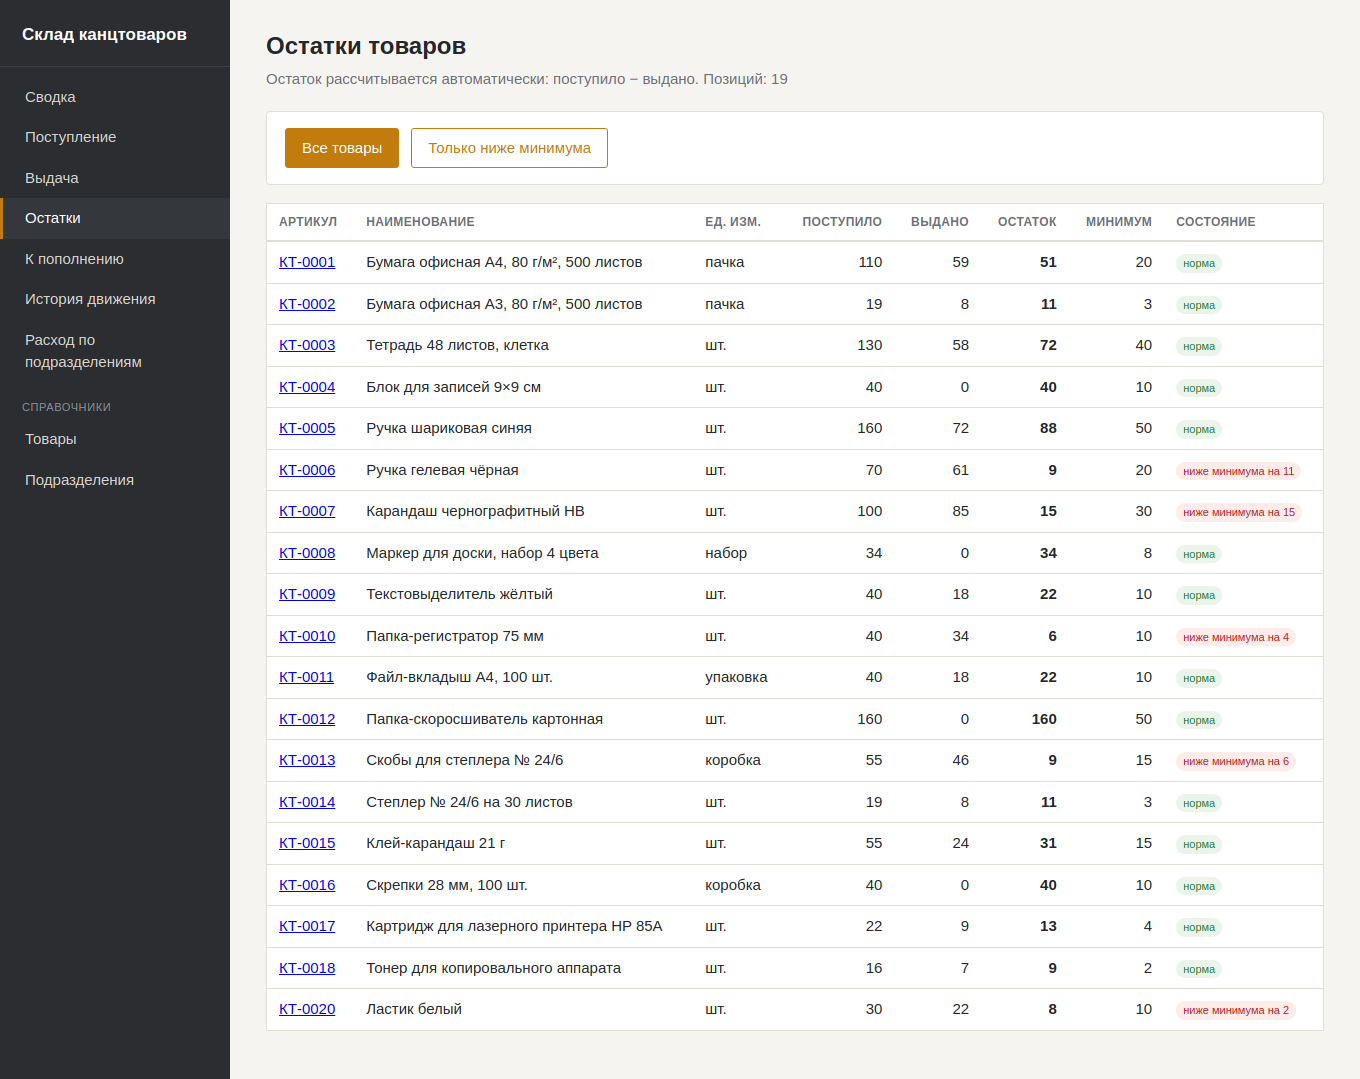 Склад канцтоваров
Сводка
Поступление
Выдача
Остатки
К пополнению
История движения
Расход по
подразделениям
СПРАВОЧНИКИ
Товары
Подразделения
Остатки товаров
Остаток рассчитывается автоматически: поступило − выдано. Позиций: 19
Все товары Только ниже минимума
АРТИКУЛ НАИМЕНОВАНИЕ ЕД. ИЗМ. ПОСТУПИЛО ВЫДАНО ОСТАТОК МИНИМУМ СОСТОЯНИЕ
КТ-0001 Бумага офисная А4, 80 г/м², 500 листов пачка 110 59 51 20 норма
КТ-0002 Бумага офисная А3, 80 г/м², 500 листов пачка 19 8 11 3 норма
КТ-0003 Тетрадь 48 листов, клетка шт. 130 58 72 40 норма
КТ-0004 Блок для записей 9×9 см шт. 40 0 40 10 норма
КТ-0005 Ручка шариковая синяя шт. 160 72 88 50 норма
КТ-0006 Ручка гелевая чёрная шт. 70 61 9 20 ниже минимума на 11
КТ-0007 Карандаш чернографитный НВ шт. 100 85 15 30 ниже минимума на 15
КТ-0008 Маркер для доски, набор 4 цвета набор 34 0 34 8 норма
КТ-0009 Текстовыделитель жёлтый шт. 40 18 22 10 норма
КТ-0010 Папка-регистратор 75 мм шт. 40 34 6 10 ниже минимума на 4
КТ-0011 Файл-вкладыш А4, 100 шт. упаковка 40 18 22 10 норма
КТ-0012 Папка-скоросшиватель картонная шт. 160 0 160 50 норма
КТ-0013 Скобы для степлера № 24/6 коробка 55 46 9 15 ниже минимума на 6
КТ-0014 Степлер № 24/6 на 30 листов шт. 19 8 11 3 норма
КТ-0015 Клей-карандаш 21 г шт. 55 24 31 15 норма
КТ-0016 Скрепки 28 мм, 100 шт. коробка 40 0 40 10 норма
КТ-0017 Картридж для лазерного принтера HP 85A шт. 22 9 13 4 норма
КТ-0018 Тонер для копировального аппарата шт. 16 7 9 2 норма
КТ-0020 Ластик белый шт. 30 22 8 10 ниже минимума на 2